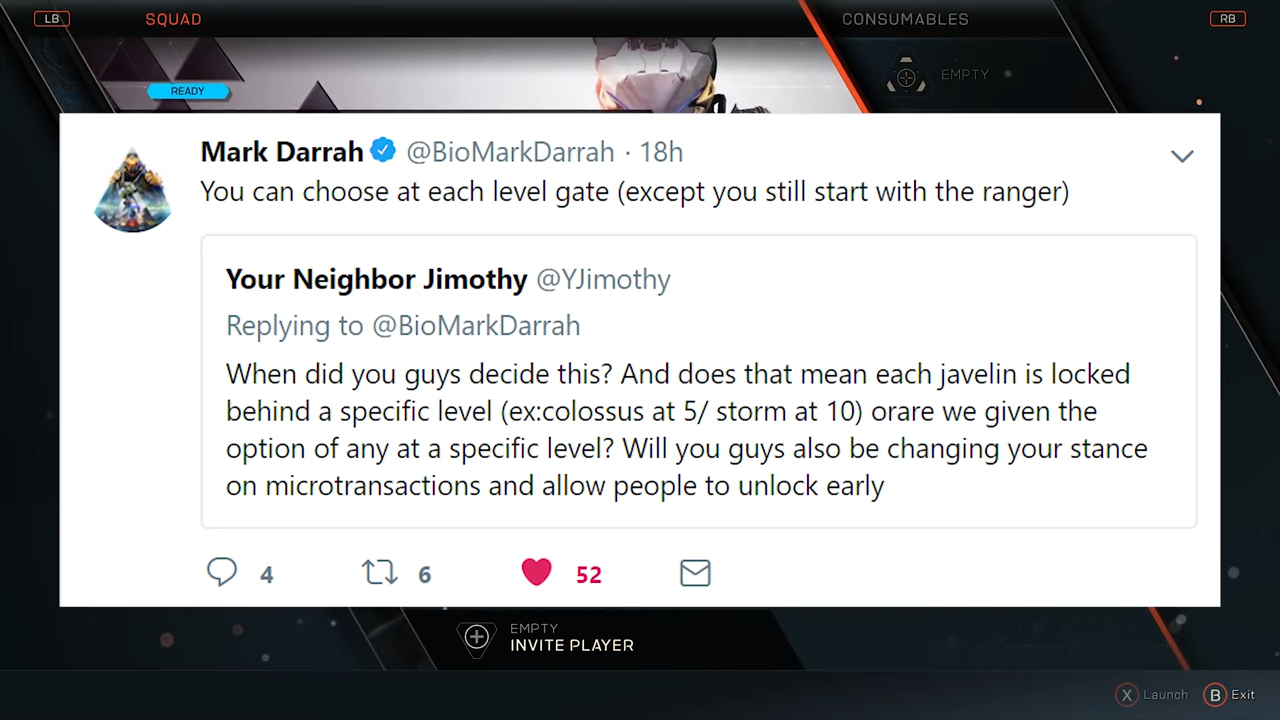 LB
SQUAD
CONSUMABLES
RB
READY
EMPTY
Mark Darrah @BioMarkDarrah · 18h
You can choose at each level gate (except you still start with the ranger)
Your Neighbor Jimothy @YJimothy
Replying to @BioMarkDarrah
When did you guys decide this? And does that mean each javelin is locked
behind a specific level (ex:colossus at 5/ storm at 10) orare we given the
option of any at a specific level? Will you guys also be changing your stance
on microtransactions and allow people to unlock early
4
6
52
EMPTY
INVITE PLAYER
X Launch
B Exit